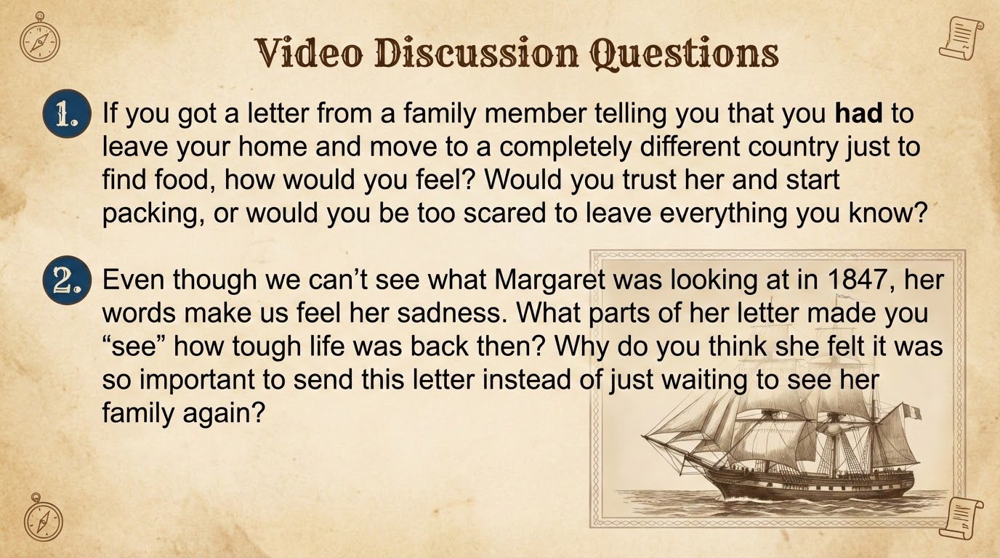 Video Discussion Questions
1. If you got a letter from a family member telling you that you had to
leave your home and move to a completely different country just to
find food, how would you feel? Would you trust her and start
packing, or would you be too scared to leave everything you know?
2. Even though we can’t see what Margaret was looking at in 1847, her
words make us feel her sadness. What parts of her letter made you
“see” how tough life was back then? Why do you think she felt it was
so important to send this letter instead of just waiting to see her
family again?